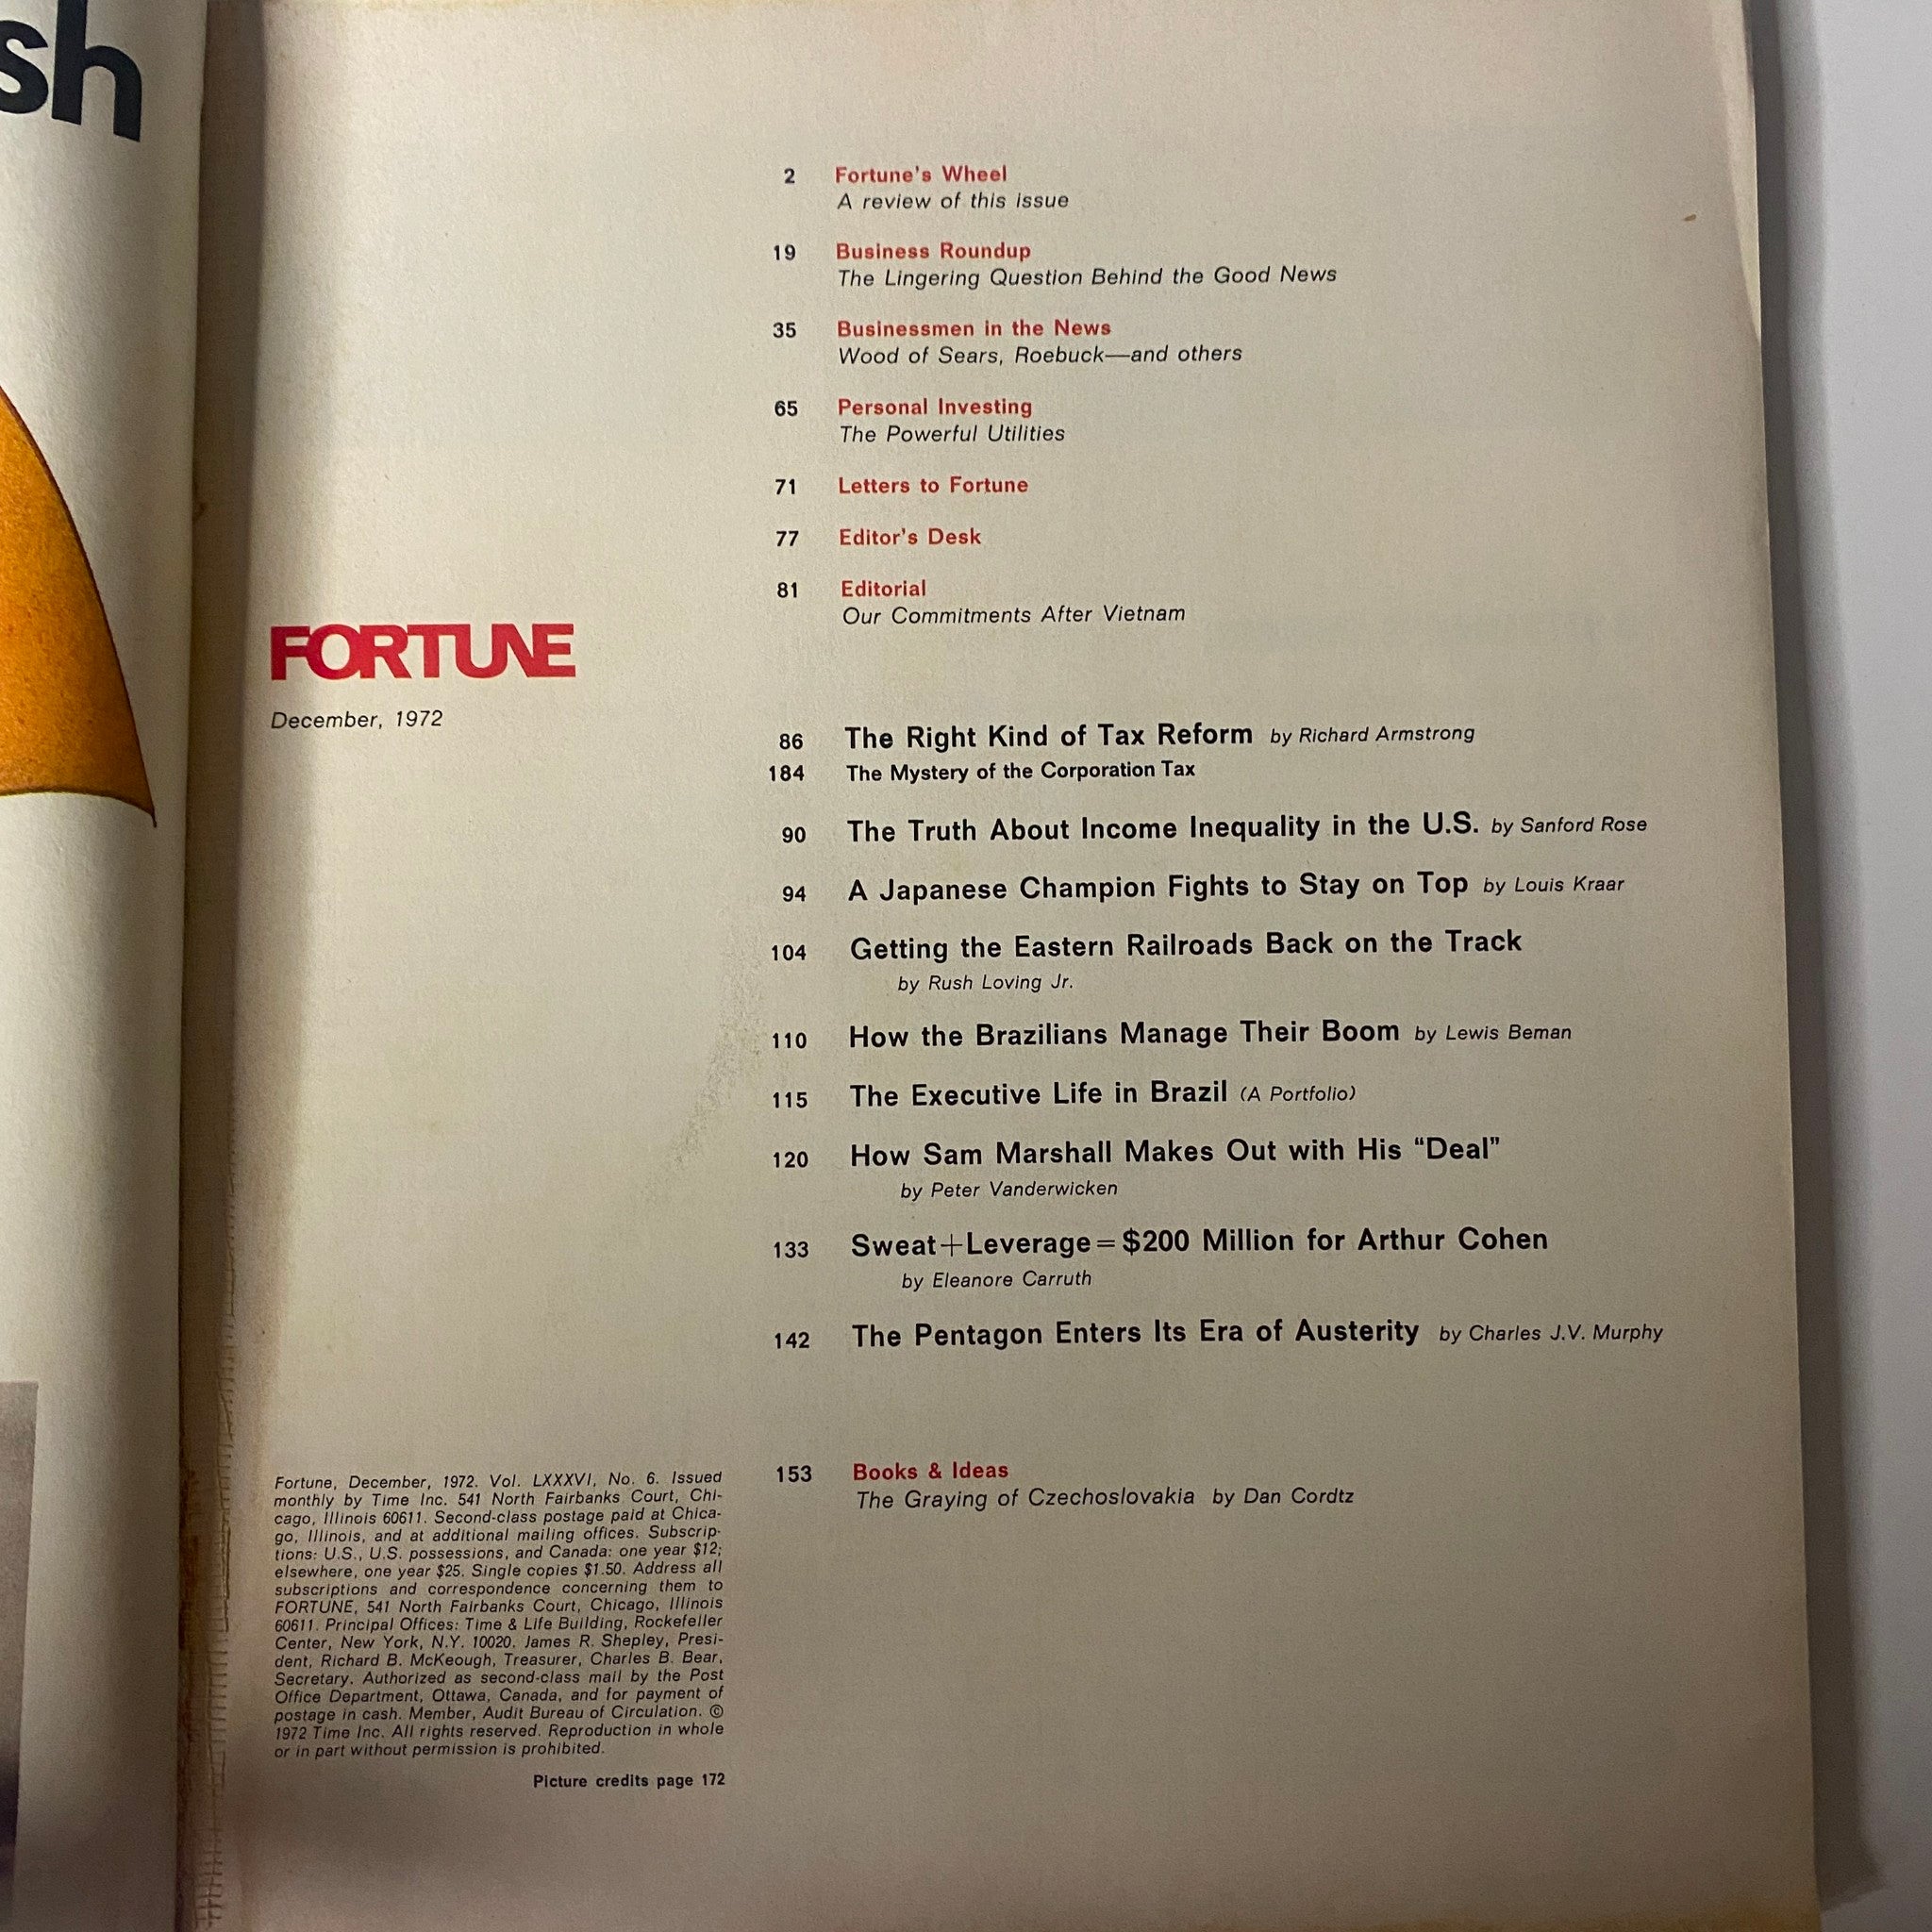 sh
2 Fortune's Wheel
A review of this issue
19 Business Roundup
The Lingering Question Behind the Good News
35 Businessmen in the News
Wood of Sears, Roebuck—and others
65 Personal Investing
The Powerful Utilities
71 Letters to Fortune
77 Editor's Desk
81 Editorial
Our Commitments After Vietnam
FORTUNE
December, 1972
86 The Right Kind of Tax Reform by Richard Armstrong
184 The Mystery of the Corporation Tax
90 The Truth About Income Inequality in the U.S. by Sanford Rose
94 A Japanese Champion Fights to Stay on Top by Louis Kraar
104 Getting the Eastern Railroads Back on the Track
by Rush Loving Jr.
110 How the Brazilians Manage Their Boom by Lewis Beman
115 The Executive Life in Brazil (A Portfolio)
120 How Sam Marshall Makes Out with His “Deal”
by Peter Vanderwicken
133 Sweat+Leverage=$200 Million for Arthur Cohen
by Eleanore Carruth
142 The Pentagon Enters Its Era of Austerity by Charles J.V. Murphy
153 Books & Ideas
The Graying of Czechoslovakia by Dan Cordtz
Fortune, December, 1972. Vol. LXXXVI, No. 6. Issued
monthly by Time Inc. 541 North Fairbanks Court, Chi-
cago, Illinois 60611. Second-class postage paid at Chica-
go, Illinois, and at additional mailing offices. Subscrip-
tions: U.S., U.S. possessions, and Canada: one year $12;
elsewhere, one year $25. Single copies $1.50. Address all
subscriptions and correspondence concerning them to
FORTUNE, 541 North Fairbanks Court, Chicago, Illinois
60611. Principal Offices: Time & Life Building, Rockefeller
Center, New York, N.Y. 10020. James R. Shepley, Presi-
dent, Richard B. McKeough, Treasurer, Charles B. Bear,
Secretary. Authorized as second-class mail by the Post
Office Department, Ottawa, Canada, and for payment of
postage in cash. Member, Audit Bureau of Circulation. ©
1972 Time Inc. All rights reserved. Reproduction in whole
or in part without permission is prohibited.
Picture credits page 172